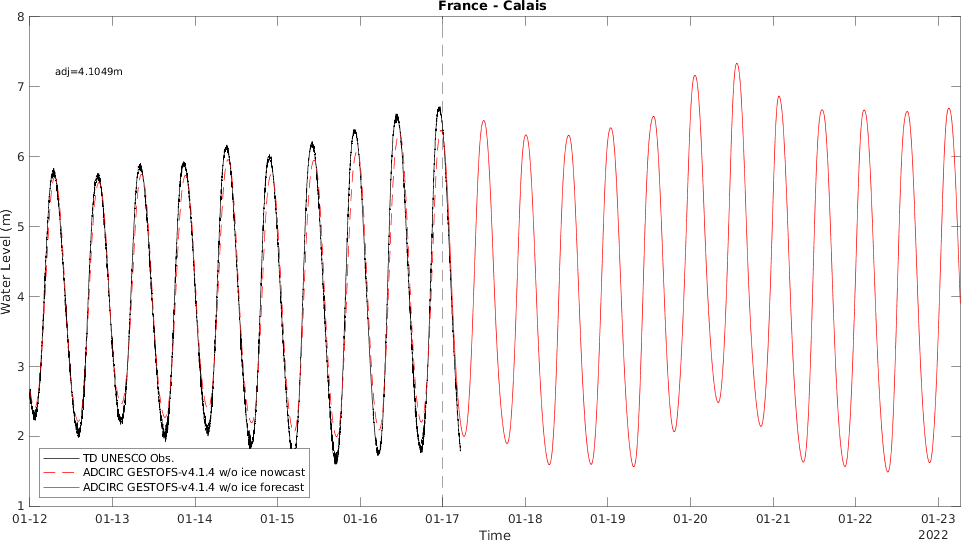 France - Calais
8
adj=4.1049m
7
6
5
4
3
2
1
Water Level (m)
TD UNESCO Obs.
ADCIRC GESTOFS-v4.1.4 w/o ice nowcast
ADCIRC GESTOFS-v4.1.4 w/o ice forecast
01-12 01-13 01-14 01-15 01-16 01-17 01-18 01-19 01-20 01-21 01-22 01-23
Time
2022